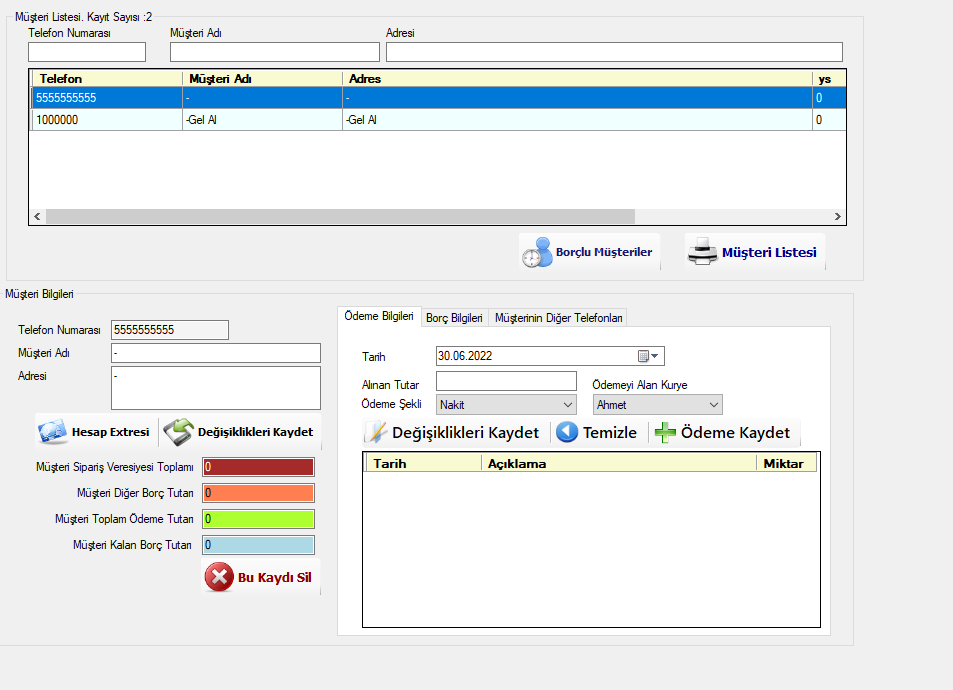 Müşteri Listesi. Kayıt Sayısı :2
Telefon Numarası Müşteri Adı Adresi
Telefon Müşteri Adı Adres ys
5555555555 - - 0
1000000 -Gel Al -Gel Al 0
Borçlu Müşteriler Müşteri Listesi
Müşteri Bilgileri
Ödeme Bilgileri Borç Bilgileri Müşterinin Diğer Telefonları
Telefon Numarası 5555555555
Müşteri Adı -
Adresi -
Hesap Extresi Değişiklikleri Kaydet
Müşteri Sipariş Veresiyesi Toplamı 0
Müşteri Diğer Borç Tutarı 0
Müşteri Toplam Ödeme Tutarı 0
Müşteri Kalan Borç Tutarı 0
Bu Kaydı Sil
Tarih 30.06.2022
Alınan Tutar Ödemeyi Alan Kurye
Ödeme Şekli Nakit Ahmet
Değişiklikleri Kaydet Temizle Ödeme Kaydet
Tarih Açıklama Miktar